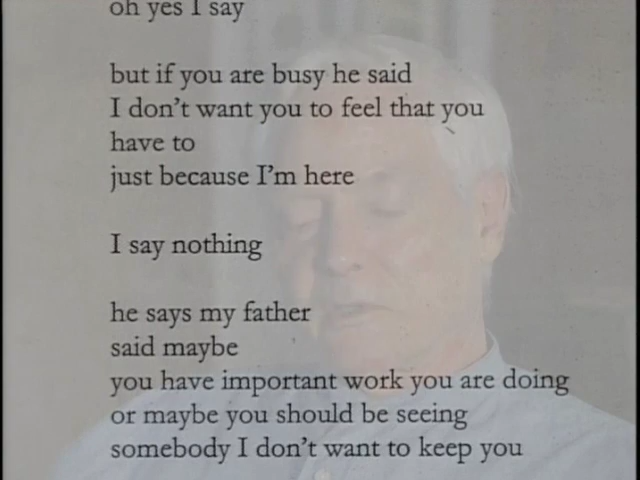 oh yes I say
but if you are busy he said
I don't want you to feel that you
have to
just because I'm here
I say nothing
he says my father
said maybe
you have important work you are doing
or maybe you should be seeing
somebody I don't want to keep you